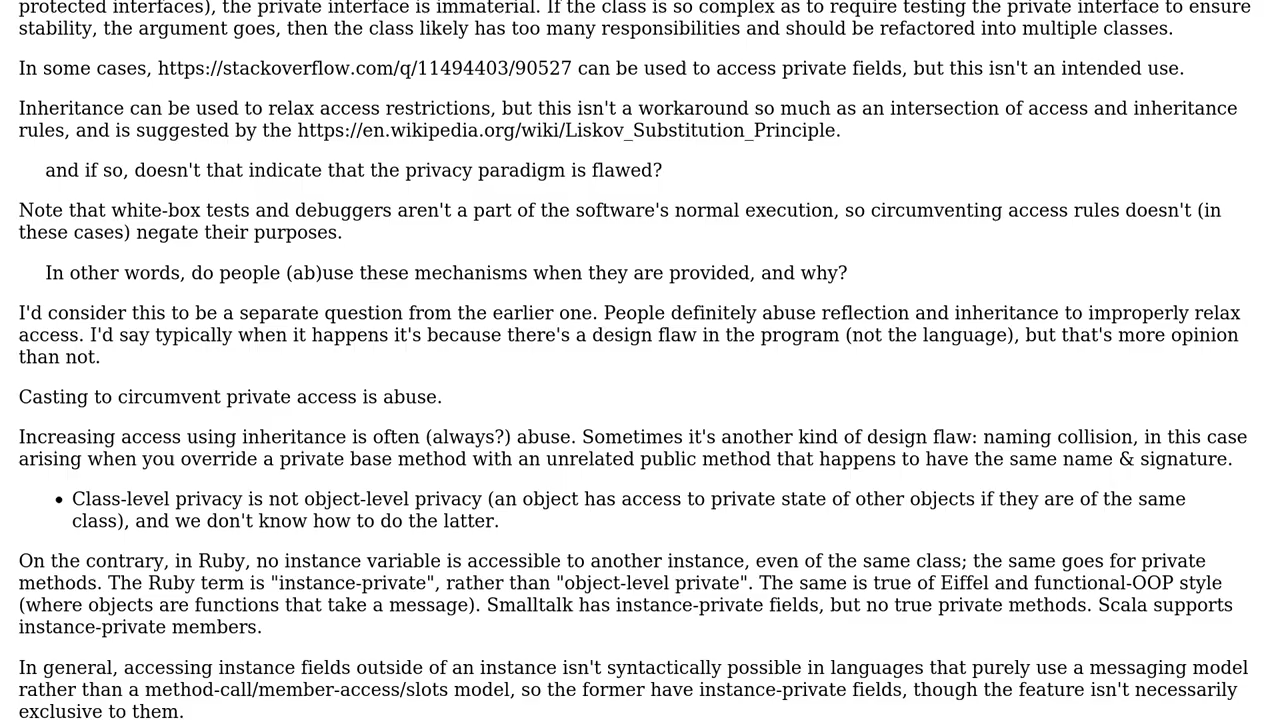 protected interfaces), the private interface is immaterial. If the class is so complex as to require testing the private interface to ensure
stability, the argument goes, then the class likely has too many responsibilities and should be refactored into multiple classes.
In some cases, https://stackoverflow.com/q/11494403/90527 can be used to access private fields, but this isn't an intended use.
Inheritance can be used to relax access restrictions, but this isn't a workaround so much as an intersection of access and inheritance
rules, and is suggested by the https://en.wikipedia.org/wiki/Liskov_Substitution_Principle.
and if so, doesn't that indicate that the privacy paradigm is flawed?
Note that white-box tests and debuggers aren't a part of the software's normal execution, so circumventing access rules doesn't (in
these cases) negate their purposes.
In other words, do people (ab)use these mechanisms when they are provided, and why?
I'd consider this to be a separate question from the earlier one. People definitely abuse reflection and inheritance to improperly relax
access. I'd say typically when it happens it's because there's a design flaw in the program (not the language), but that's more opinion
than not.
Casting to circumvent private access is abuse.
Increasing access using inheritance is often (always?) abuse. Sometimes it's another kind of design flaw: naming collision, in this case
arising when you override a private base method with an unrelated public method that happens to have the same name & signature.
• Class-level privacy is not object-level privacy (an object has access to private state of other objects if they are of the same
class), and we don't know how to do the latter.
On the contrary, in Ruby, no instance variable is accessible to another instance, even of the same class; the same goes for private
methods. The Ruby term is "instance-private", rather than "object-level private". The same is true of Eiffel and functional-OOP style
(where objects are functions that take a message). Smalltalk has instance-private fields, but no true private methods. Scala supports
instance-private members.
In general, accessing instance fields outside of an instance isn't syntactically possible in languages that purely use a messaging model
rather than a method-call/member-access/slots model, so the former have instance-private fields, though the feature isn't necessarily
exclusive to them.